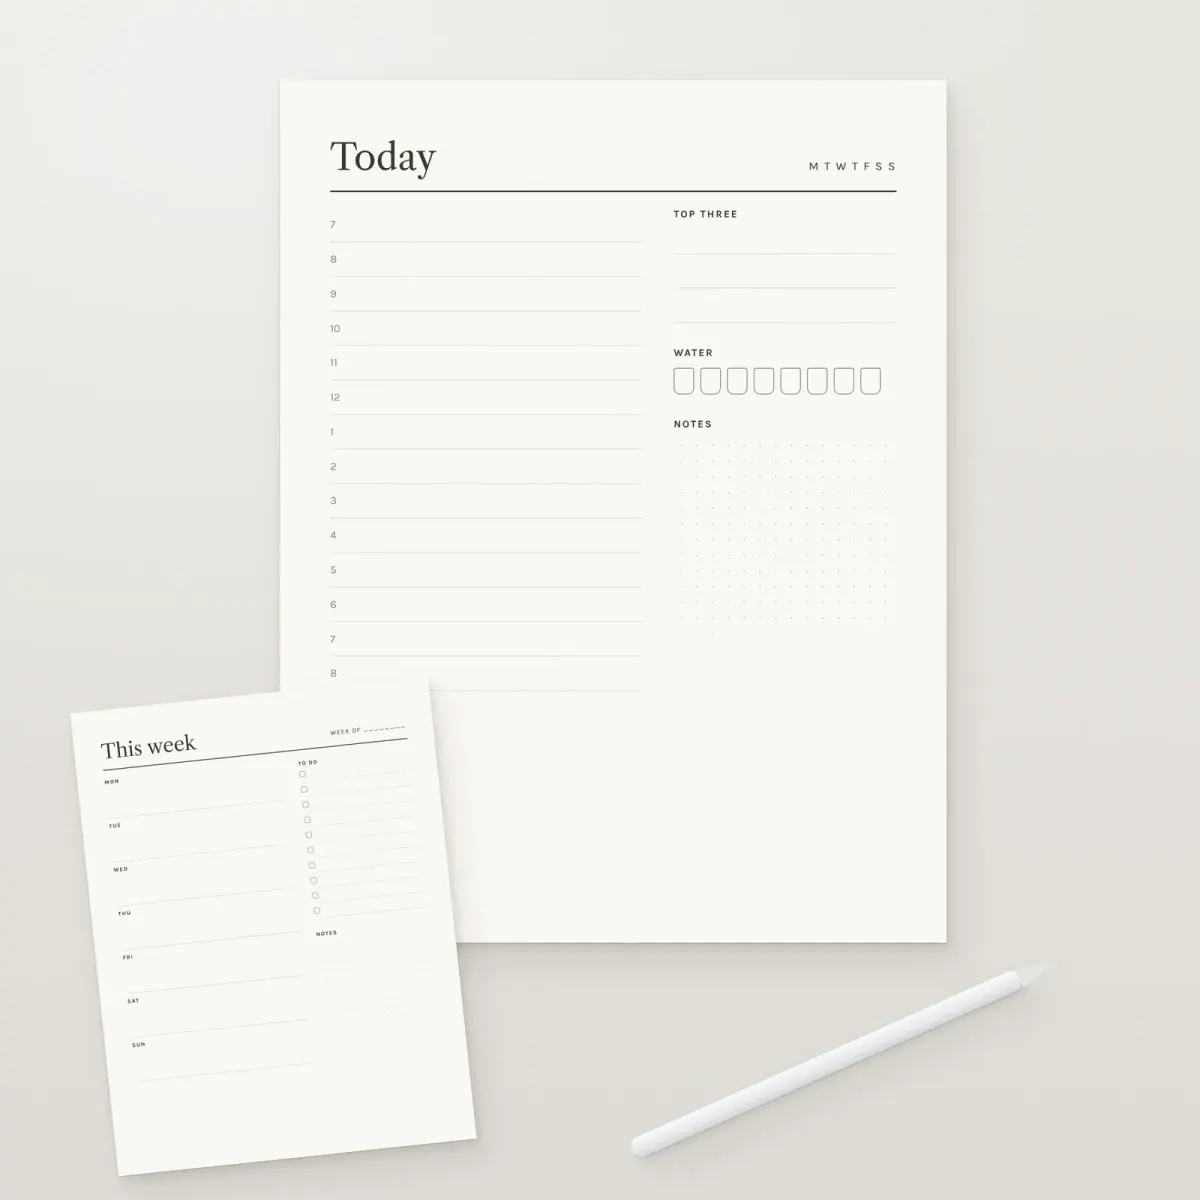 Today
M T W T F S S
7
8
9
10
11
12
1
2
3
4
5
6
7
8
TOP THREE
WATER
NOTES
This week
WEEK OF ________
MON
TUE
WED
THU
FRI
SAT
SUN
TO DO
NOTES